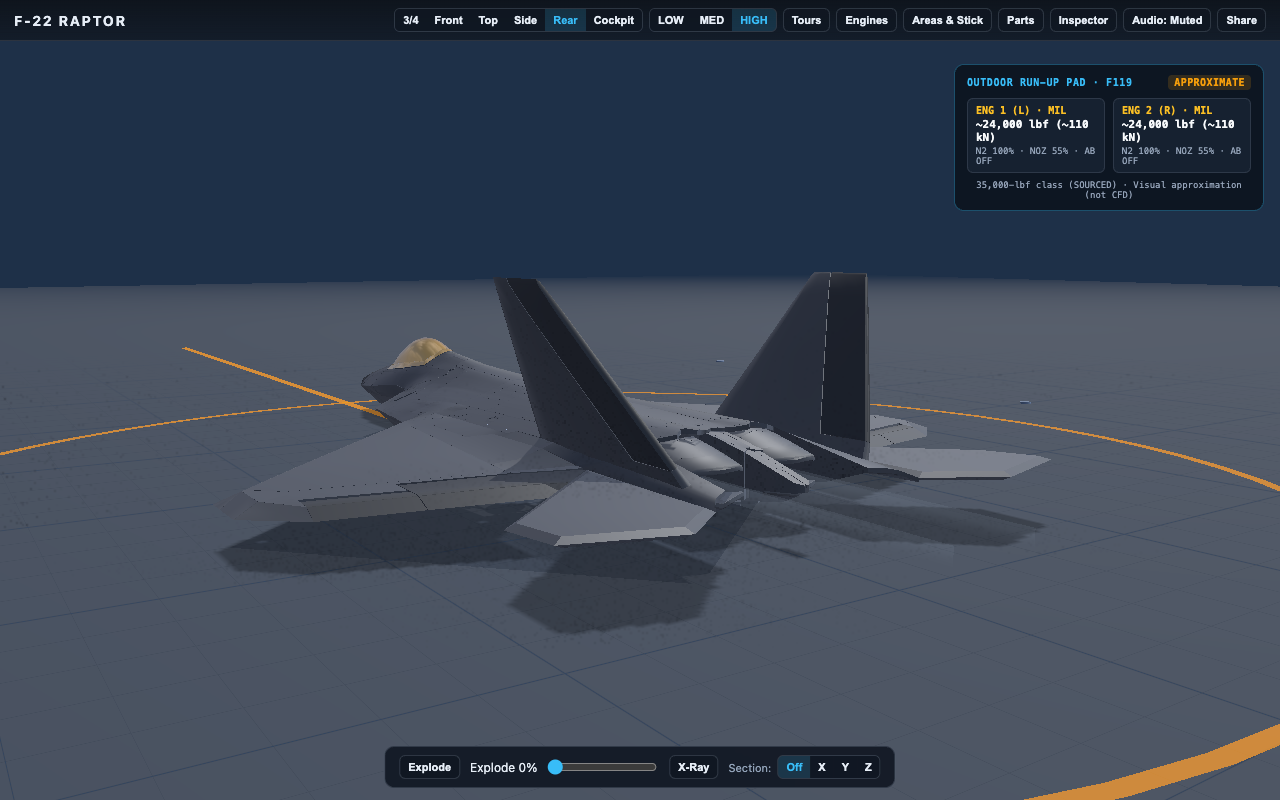 F-22 RAPTOR
3/4 Front Top Side Rear Cockpit LOW MED HIGH Tours Engines Areas & Stick Parts Inspector Audio: Muted Share
OUTDOOR RUN-UP PAD · F119 APPROXIMATE
ENG 1 (L) · MIL
~24,000 lbf (~110
kN)
N2 100% · NOZ 55% · AB
OFF
ENG 2 (R) · MIL
~24,000 lbf (~110
kN)
N2 100% · NOZ 55% · AB
OFF
35,000-lbf class (SOURCED) · Visual approximation
(not CFD)
Explode Explode 0% X-Ray Section: Off X Y Z